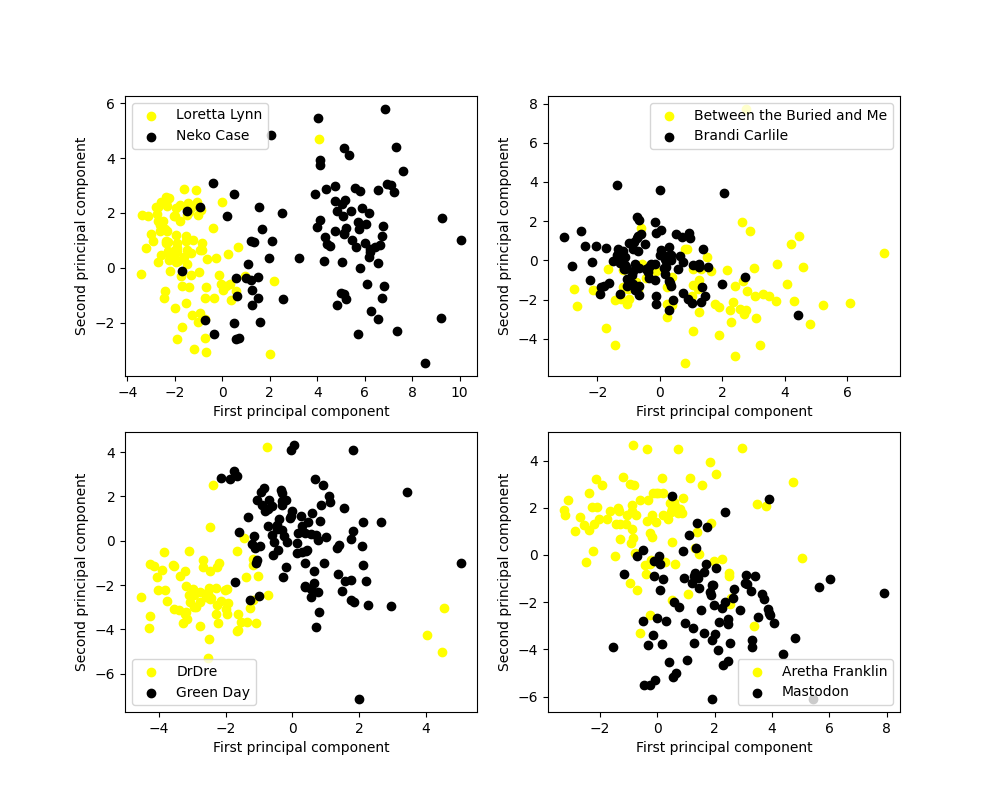 6
4
2
0
−2
−4 −2 0 2 4 6 8 10
Second principal component
First principal component
Loretta Lynn
Neko Case
8
6
4
2
0
−2
−4
−2 0 2 4 6
Second principal component
First principal component
Between the Buried and Me
Brandi Carlile
4
2
0
−2
−4
−6
−4 −2 0 2 4
Second principal component
First principal component
DrDre
Green Day
4
2
0
−2
−4
−6
−2 0 2 4 6 8
Second principal component
First principal component
Aretha Franklin
Mastodon